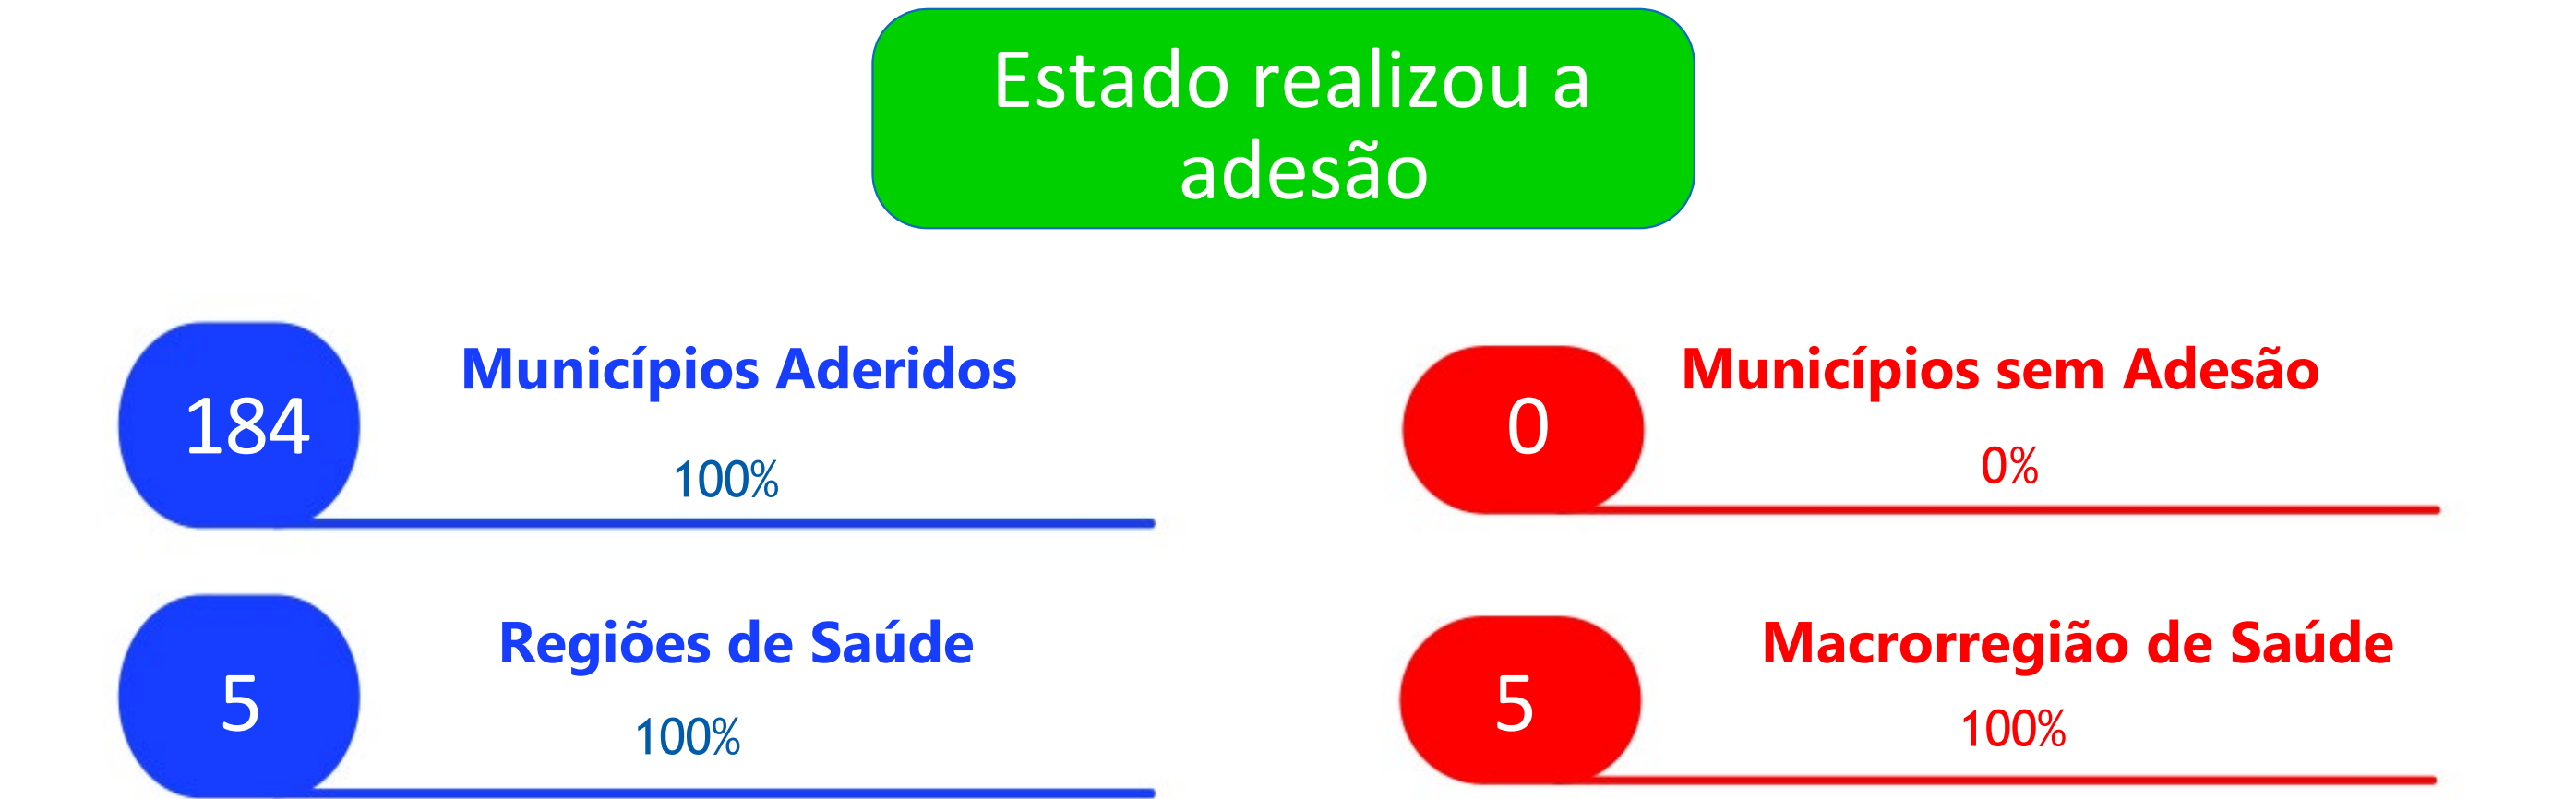 Estado realizou a
adesão
184
Municípios Aderidos
100%
0
Municípios sem Adesão
0%
5
Regiões de Saúde
100%
5
Macrorregião de Saúde
100%